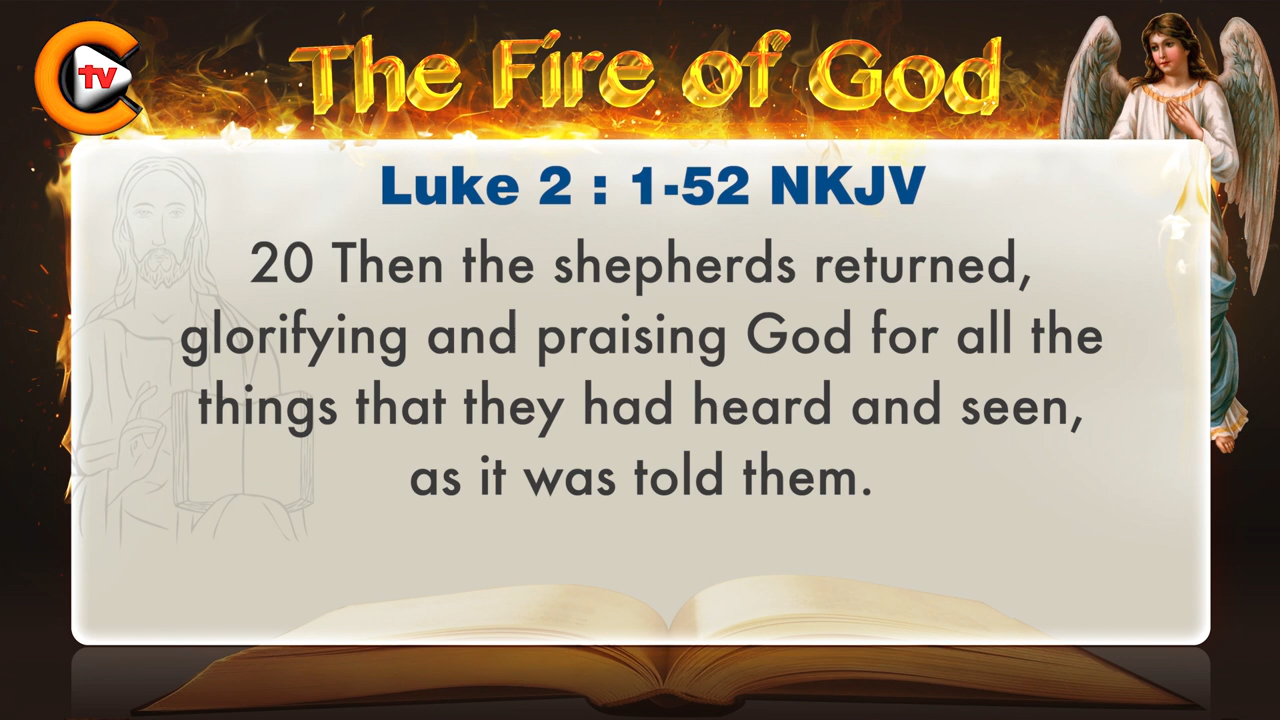 tv
The Fire of God
Luke 2 : 1-52 NKJV
20 Then the shepherds returned,
glorifying and praising God for all the
things that they had heard and seen,
as it was told them.